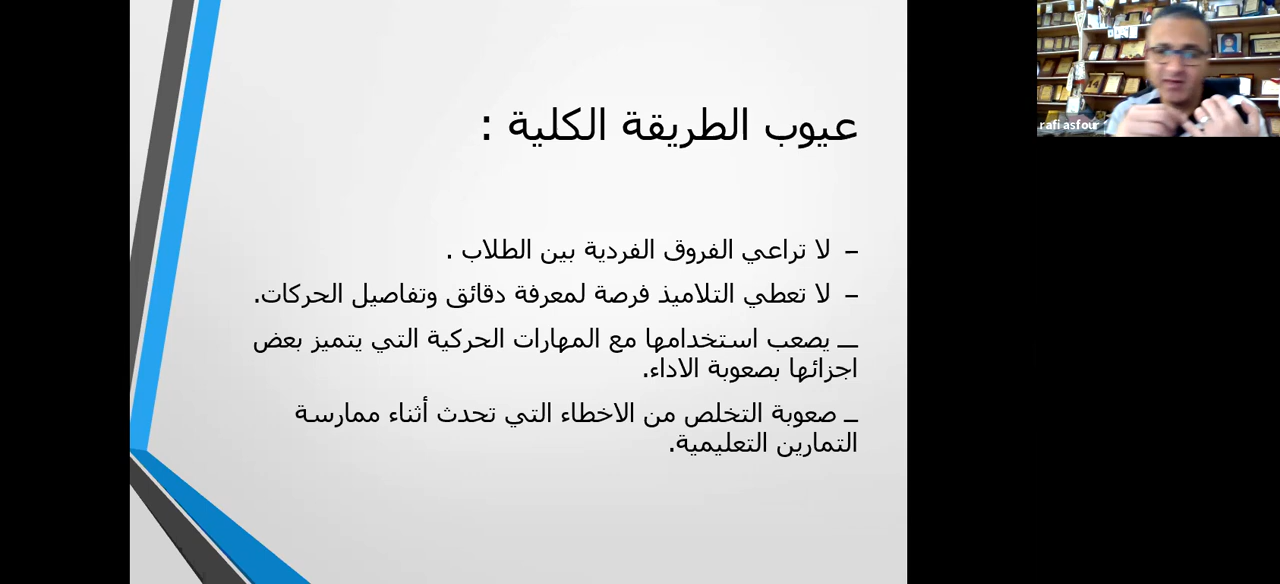 عيوب الطريقة الكلية :
– لا تراعي الفروق الفردية بين الطلاب .
– لا تعطي التلاميذ فرصة لمعرفة دقائق وتفاصيل الحركات.
ـــ يصعب استخدامها مع المهارات الحركية التي يتميز بعض
اجزائها بصعوبة الاداء.
ــ صعوبة التخلص من الاخطاء التي تحدث أثناء ممارسة
التمارين التعليمية.
rafi asfour